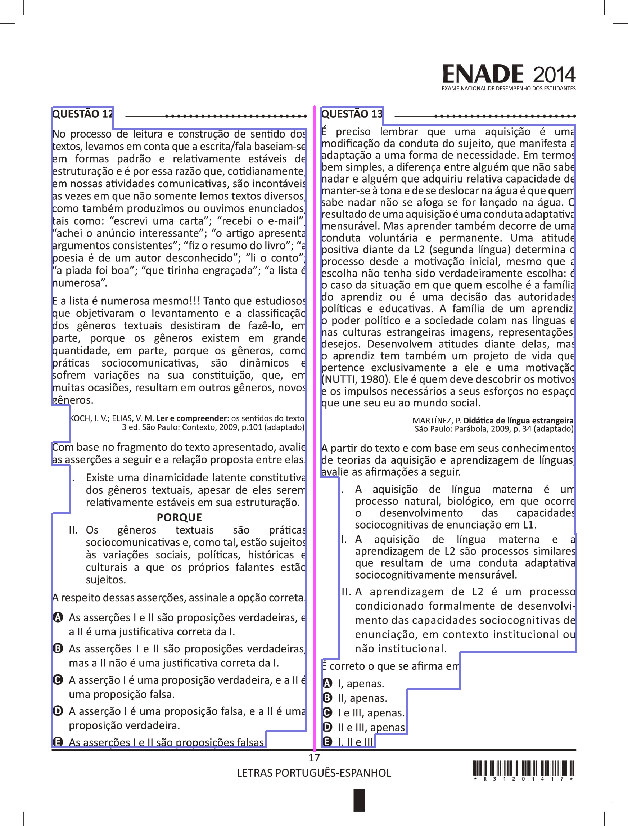 ENADE 2014
EXAME NACIONAL DE DESEMPENHO DOS ESTUDANTES
QUESTÃO 12
No processo de leitura e construção de sentido dos
textos, levamos em conta que a escrita/fala baseiam-se
em formas padrão e relativamente estáveis de
estruturação e é por essa razão que, cotidianamente,
em nossas atividades comunicativas, são incontáveis
as vezes em que não somente lemos textos diversos,
como também produzimos ou ouvimos enunciados,
tais como: “escrevi uma carta”; “recebi o e-mail”;
“achei o anúncio interessante”; “o artigo apresenta
argumentos consistentes”; “fiz o resumo do livro”; “a
poesia é de um autor desconhecido”; “li o conto”;
“a piada foi boa”; “que tirinha engraçada”; “a lista é
numerosa”.
E a lista é numerosa mesmo!!! Tanto que estudiosos
que objetivaram o levantamento e a classificação
dos gêneros textuais desistiram de fazê-lo, em
parte, porque os gêneros existem em grande
quantidade, em parte, porque os gêneros, como
práticas sociocomunicativas, são dinâmicos e
sofrem variações na sua constituição, que, em
muitas ocasiões, resultam em outros gêneros, novos
gêneros.
KOCH, I. V.; ELIAS, V. M. Ler e compreender: os sentidos do texto.
3 ed. São Paulo: Contexto, 2009, p.101 (adaptado)
Com base no fragmento do texto apresentado, avalie
as asserções a seguir e a relação proposta entre elas.
I. Existe uma dinamicidade latente constitutiva
dos gêneros textuais, apesar de eles serem
relativamente estáveis em sua estruturação.
PORQUE
II. Os gêneros textuais são práticas
sociocomunicativas e, como tal, estão sujeitos
às variações sociais, políticas, históricas e
culturais a que os próprios falantes estão
sujeitos.
A respeito dessas asserções, assinale a opção correta.
A As asserções I e II são proposições verdadeiras, e
a II é uma justificativa correta da I.
B As asserções I e II são proposições verdadeiras,
mas a II não é uma justificativa correta da I.
C A asserção I é uma proposição verdadeira, e a II é
uma proposição falsa.
D A asserção I é uma proposição falsa, e a II é uma
proposição verdadeira.
E As asserções I e II são proposições falsas.
QUESTÃO 13
É preciso lembrar que uma aquisição é uma
modificação da conduta do sujeito, que manifesta a
adaptação a uma forma de necessidade. Em termos
bem simples, a diferença entre alguém que não sabe
nadar e alguém que adquiriu relativa capacidade de
manter-se à tona e de se deslocar na água é que quem
sabe nadar não se afoga se for lançado na água. O
resultado de uma aquisição é uma conduta adaptativa
mensurável. Mas aprender também decorre de uma
conduta voluntária e permanente. Uma atitude
positiva diante da L2 (segunda língua) determina o
processo desde a motivação inicial, mesmo que a
escolha não tenha sido verdadeiramente escolha: é
o caso da situação em que quem escolhe é a família
do aprendiz ou é uma decisão das autoridades
políticas e educativas. A família de um aprendiz,
o poder político e a sociedade colam nas línguas e
nas culturas estrangeiras imagens, representações,
desejos. Desenvolvem atitudes diante delas, mas
o aprendiz tem também um projeto de vida que
pertence exclusivamente a ele e uma motivação
(NUTTI, 1980). Ele é quem deve descobrir os motivos
e os impulsos necessários a seus esforços no espaço
que une seu eu ao mundo social.
MARTÍNEZ, P. Didática de língua estrangeira.
São Paulo: Parábola, 2009, p. 34 (adaptado)
A partir do texto e com base em seus conhecimentos
de teorias da aquisição e aprendizagem de línguas,
avalie as afirmações a seguir.
I. A aquisição de língua materna é um
processo natural, biológico, em que ocorre
o desenvolvimento das capacidades
sociocognitivas de enunciação em L1.
II. A aquisição de língua materna e a
aprendizagem de L2 são processos similares
que resultam de uma conduta adaptativa
sociocognitivamente mensurável.
III. A aprendizagem de L2 é um processo
condicionado formalmente de desenvolvi-
mento das capacidades sociocognitivas de
enunciação, em contexto institucional ou
não institucional.
É correto o que se afirma em
A I, apenas.
B II, apenas.
C I e III, apenas.
D II e III, apenas.
E I, II e III.
17
LETRAS PORTUGUÊS-ESPANHOL
*R3120141?*